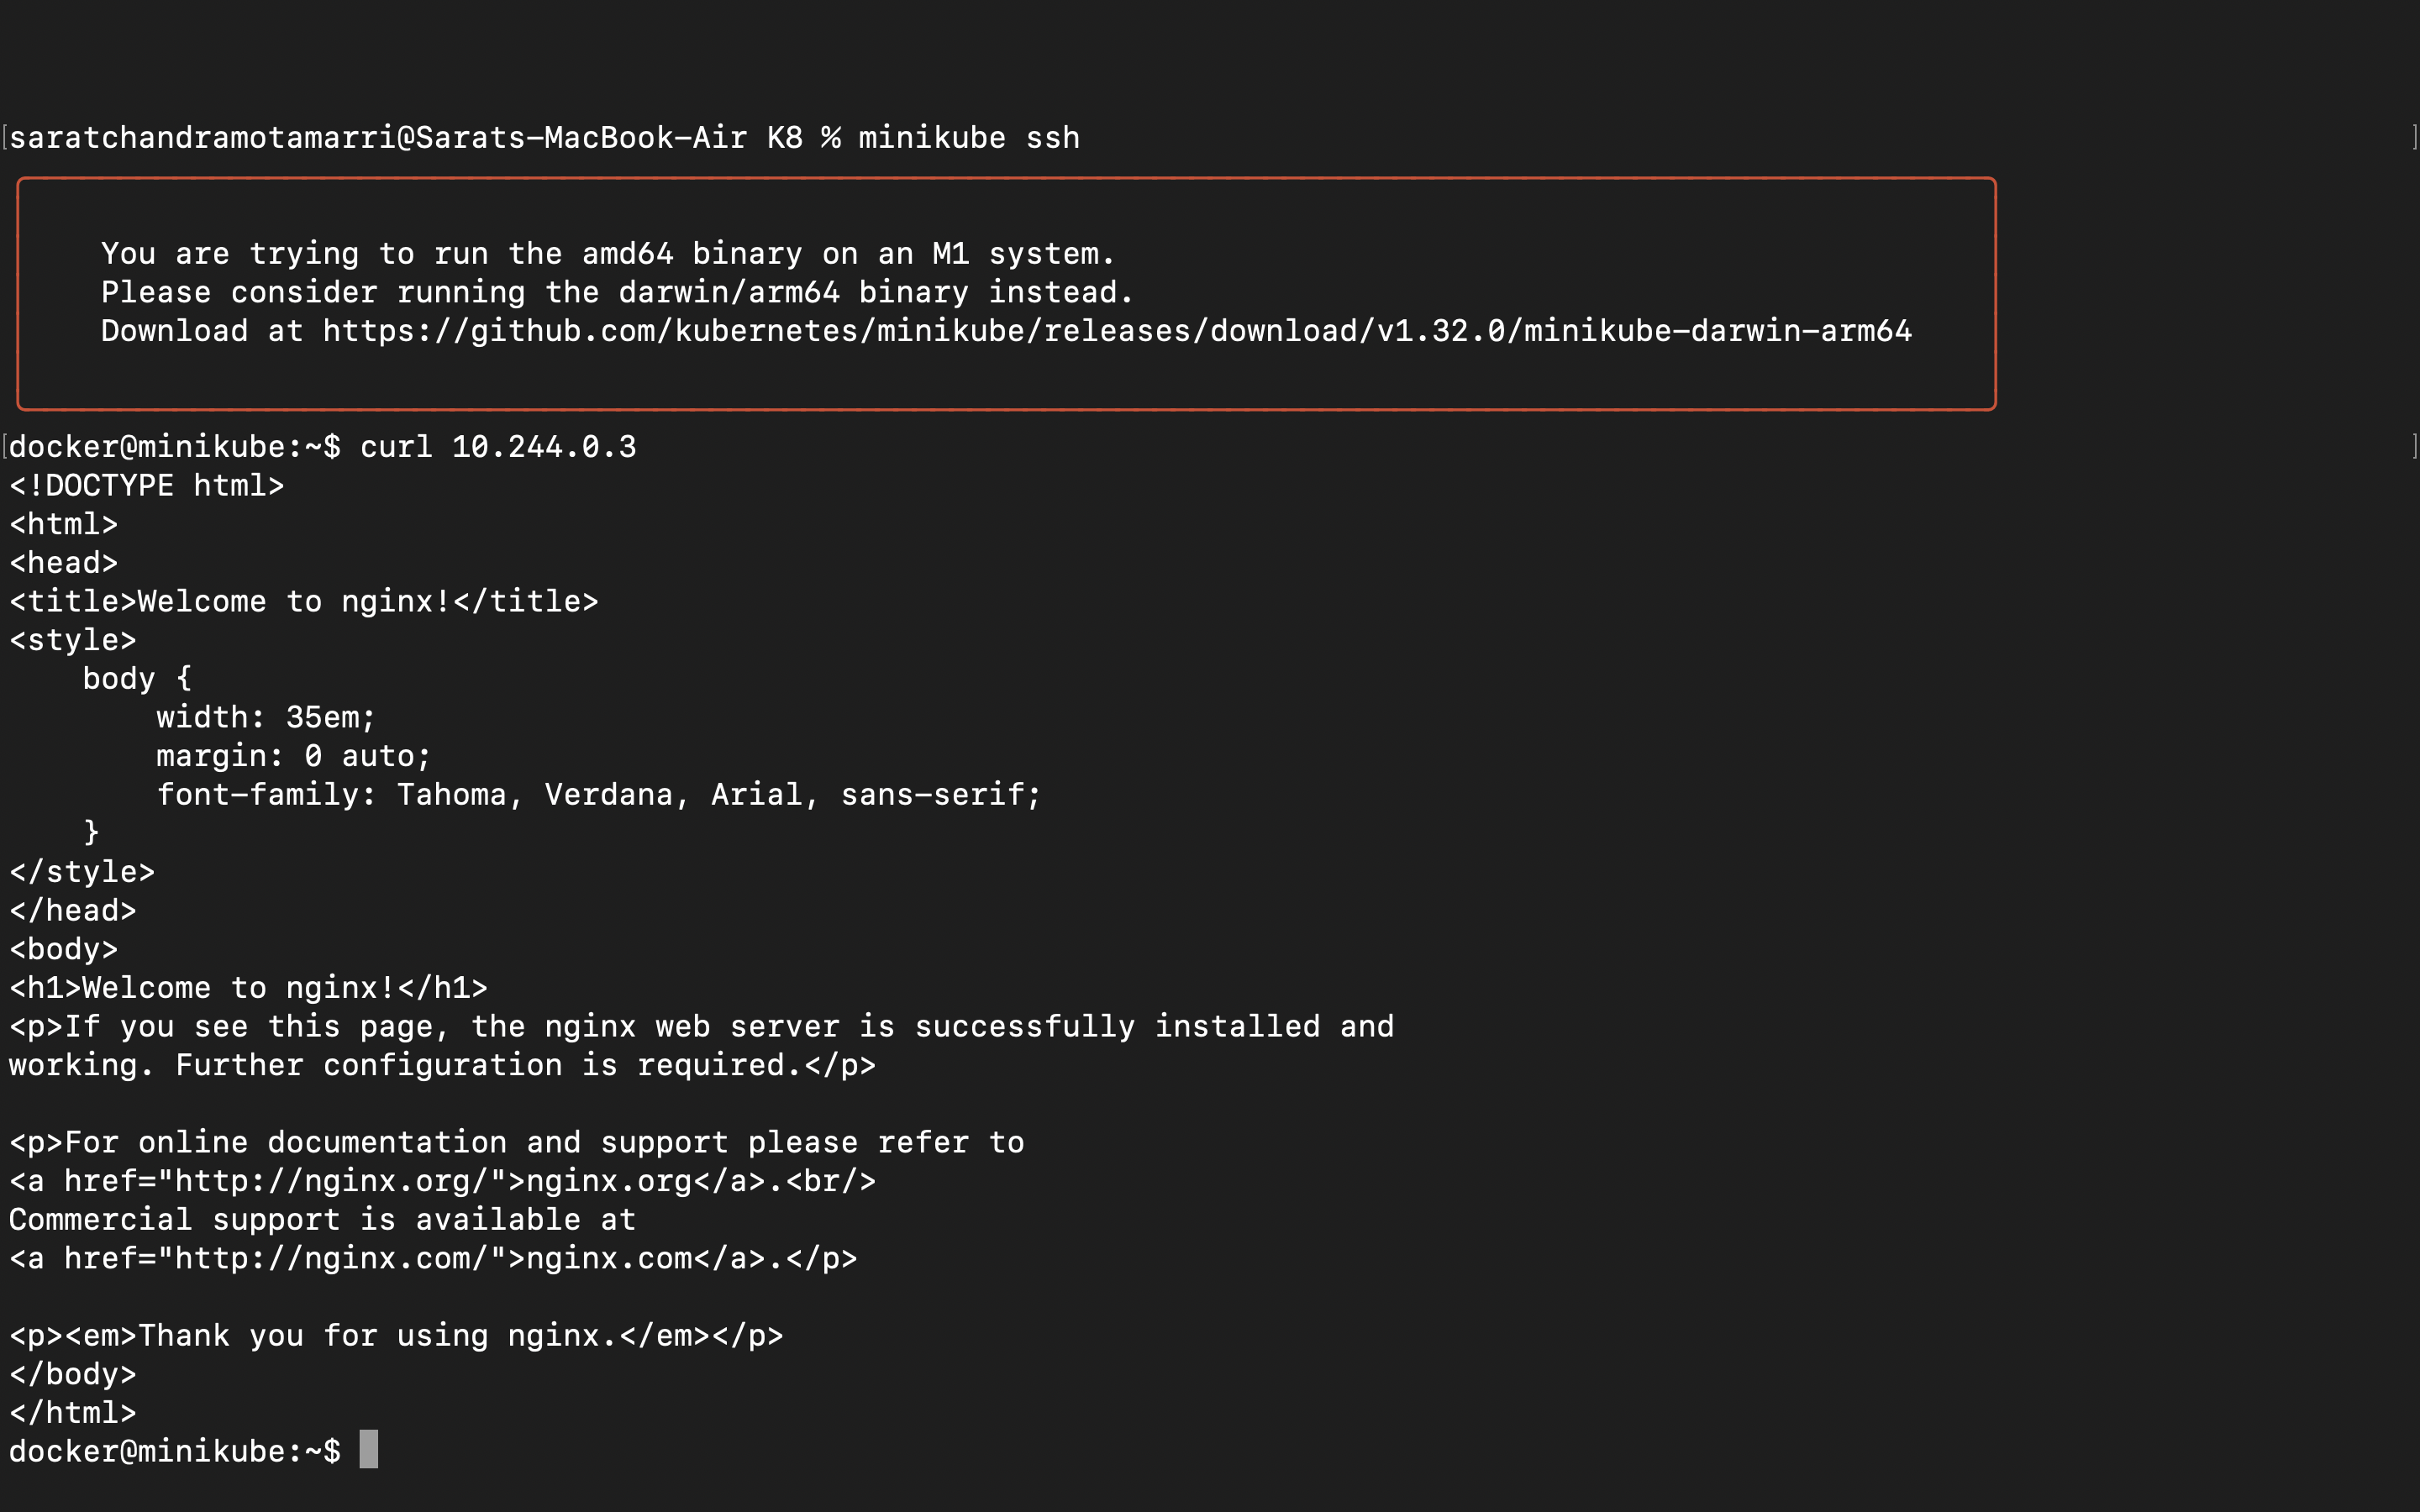 saratchandramotamarri@Sarats-MacBook-Air K8 % minikube ssh
You are trying to run the amd64 binary on an M1 system.
Please consider running the darwin/arm64 binary instead.
Download at https://github.com/kubernetes/minikube/releases/download/v1.32.0/minikube-darwin-arm64
docker@minikube:~$ curl 10.244.0.3
<!DOCTYPE html>
<html>
<head>
<title>Welcome to nginx!</title>
<style>
    body {
        width: 35em;
        margin: 0 auto;
        font-family: Tahoma, Verdana, Arial, sans-serif;
    }
</style>
</head>
<body>
<h1>Welcome to nginx!</h1>
<p>If you see this page, the nginx web server is successfully installed and
working. Further configuration is required.</p>

<p>For online documentation and support please refer to
<a href="http://nginx.org/">nginx.org</a>.<br/>
Commercial support is available at
<a href="http://nginx.com/">nginx.com</a>.</p>

<p><em>Thank you for using nginx.</em></p>
</body>
</html>
docker@minikube:~$